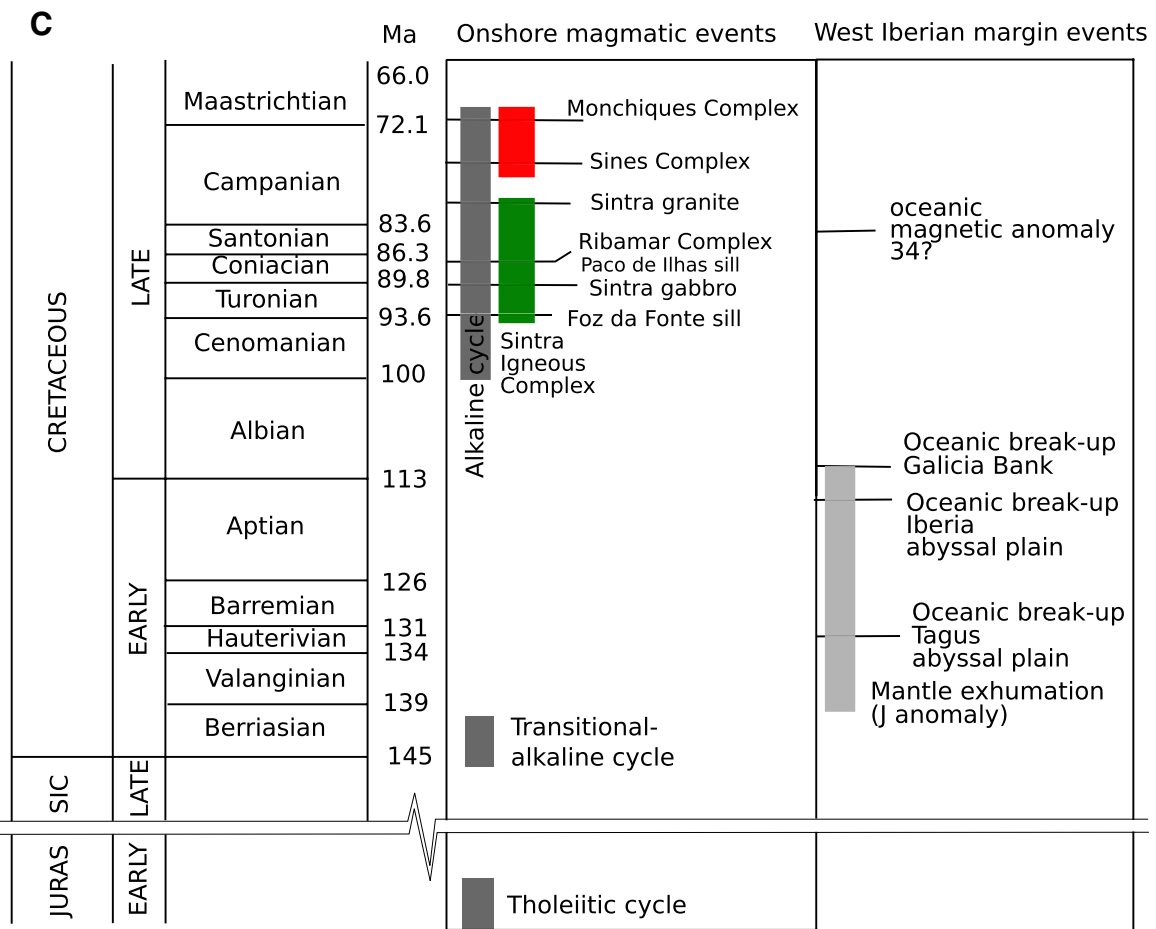 C
Ma
Onshore magmatic events
West Iberian margin events
CRETACEOUS
JURAS
SIC
LATE
EARLY
LATE
EARLY
Maastrichtian
Campanian
Santonian
Coniacian
Turonian
Cenomanian
Albian
Aptian
Barremian
Hauterivian
Valanginian
Berriasian
66.0
72.1
83.6
86.3
89.8
93.6
100
113
126
131
134
139
145
Alkaline cycle
Monchiques Complex
Sines Complex
Sintra granite
Ribamar Complex
Paco de Ilhas sill
Sintra gabbro
Foz da Fonte sill
Sintra
Igneous
Complex
Transitional-
alkaline cycle
Tholeiitic cycle
oceanic
magnetic anomaly
34?
Oceanic break-up
Galicia Bank
Oceanic break-up
Iberia
abyssal plain
Oceanic break-up
Tagus
abyssal plain
Mantle exhumation
(J anomaly)